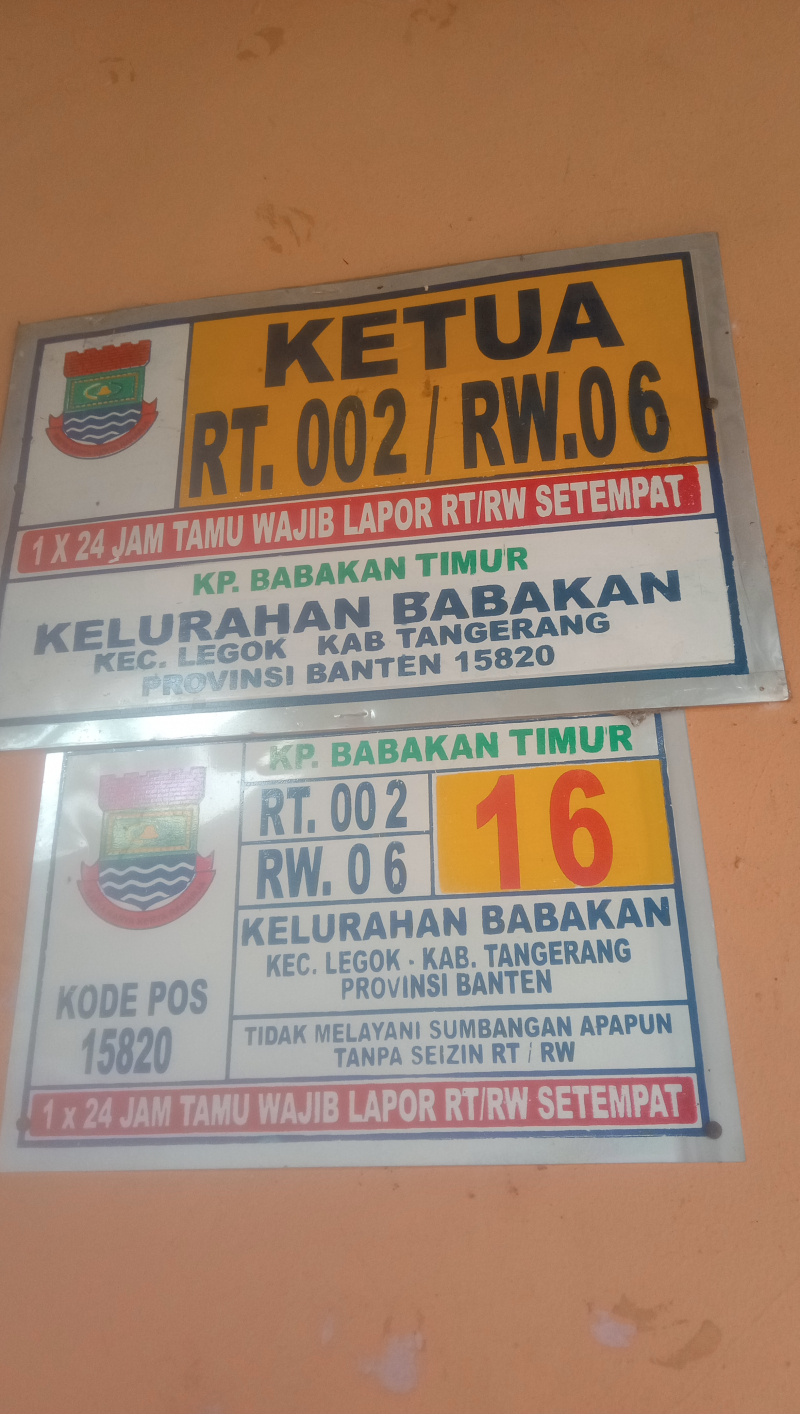 KETUA
RT. 002 / RW.06
1 X 24 JAM TAMU WAJIB LAPOR RT/RW SETEMPAT
KP. BABAKAN TIMUR
KELURAHAN BABAKAN
KEC. LEGOK KAB TANGERANG
PROVINSI BANTEN 15820
KP. BABAKAN TIMUR
RT. 002
RW. 06
16
KELURAHAN BABAKAN
KEC. LEGOK - KAB. TANGERANG
PROVINSI BANTEN
KODE POS
15820
TIDAK MELAYANI SUMBANGAN APAPUN
TANPA SEIZIN RT / RW
1 x 24 JAM TAMU WAJIB LAPOR RT/RW SETEMPAT